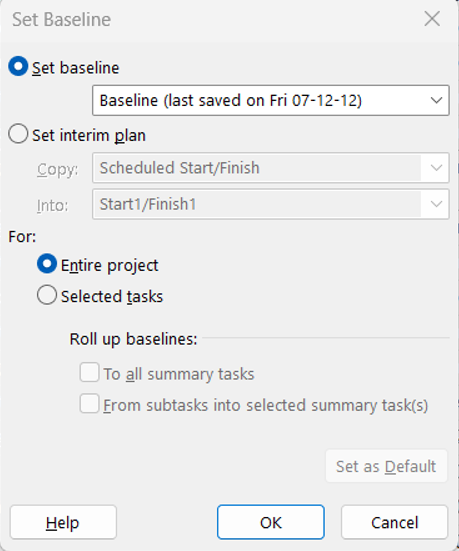 Set Baseline
Set baseline
Baseline (last saved on Fri 07-12-12)
Set interim plan
Copy: Scheduled Start/Finish
Into: Start1/Finish1
For:
Entire project
Selected tasks
Roll up baselines:
To all summary tasks
From subtasks into selected summary task(s)
Set as Default
Help OK Cancel